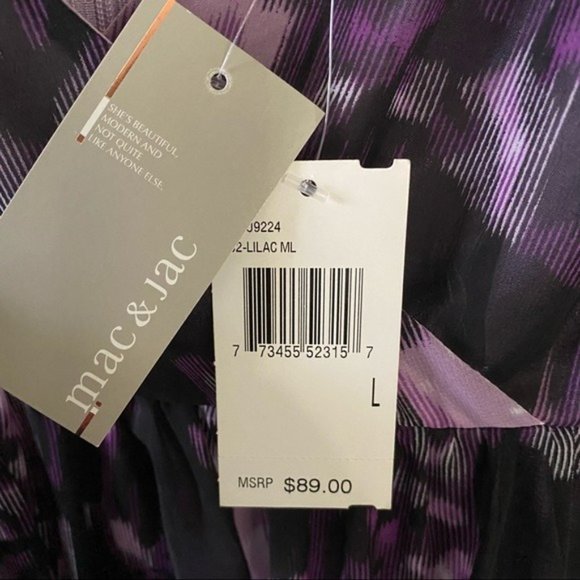 SHE'S BEAUTIFUL,
MODERN AND
NOT QUITE
LIKE ANYONE ELSE.
mac & jac
09224
2-LILAC ML
7 73455 52315 7
L
MSRP $89.00